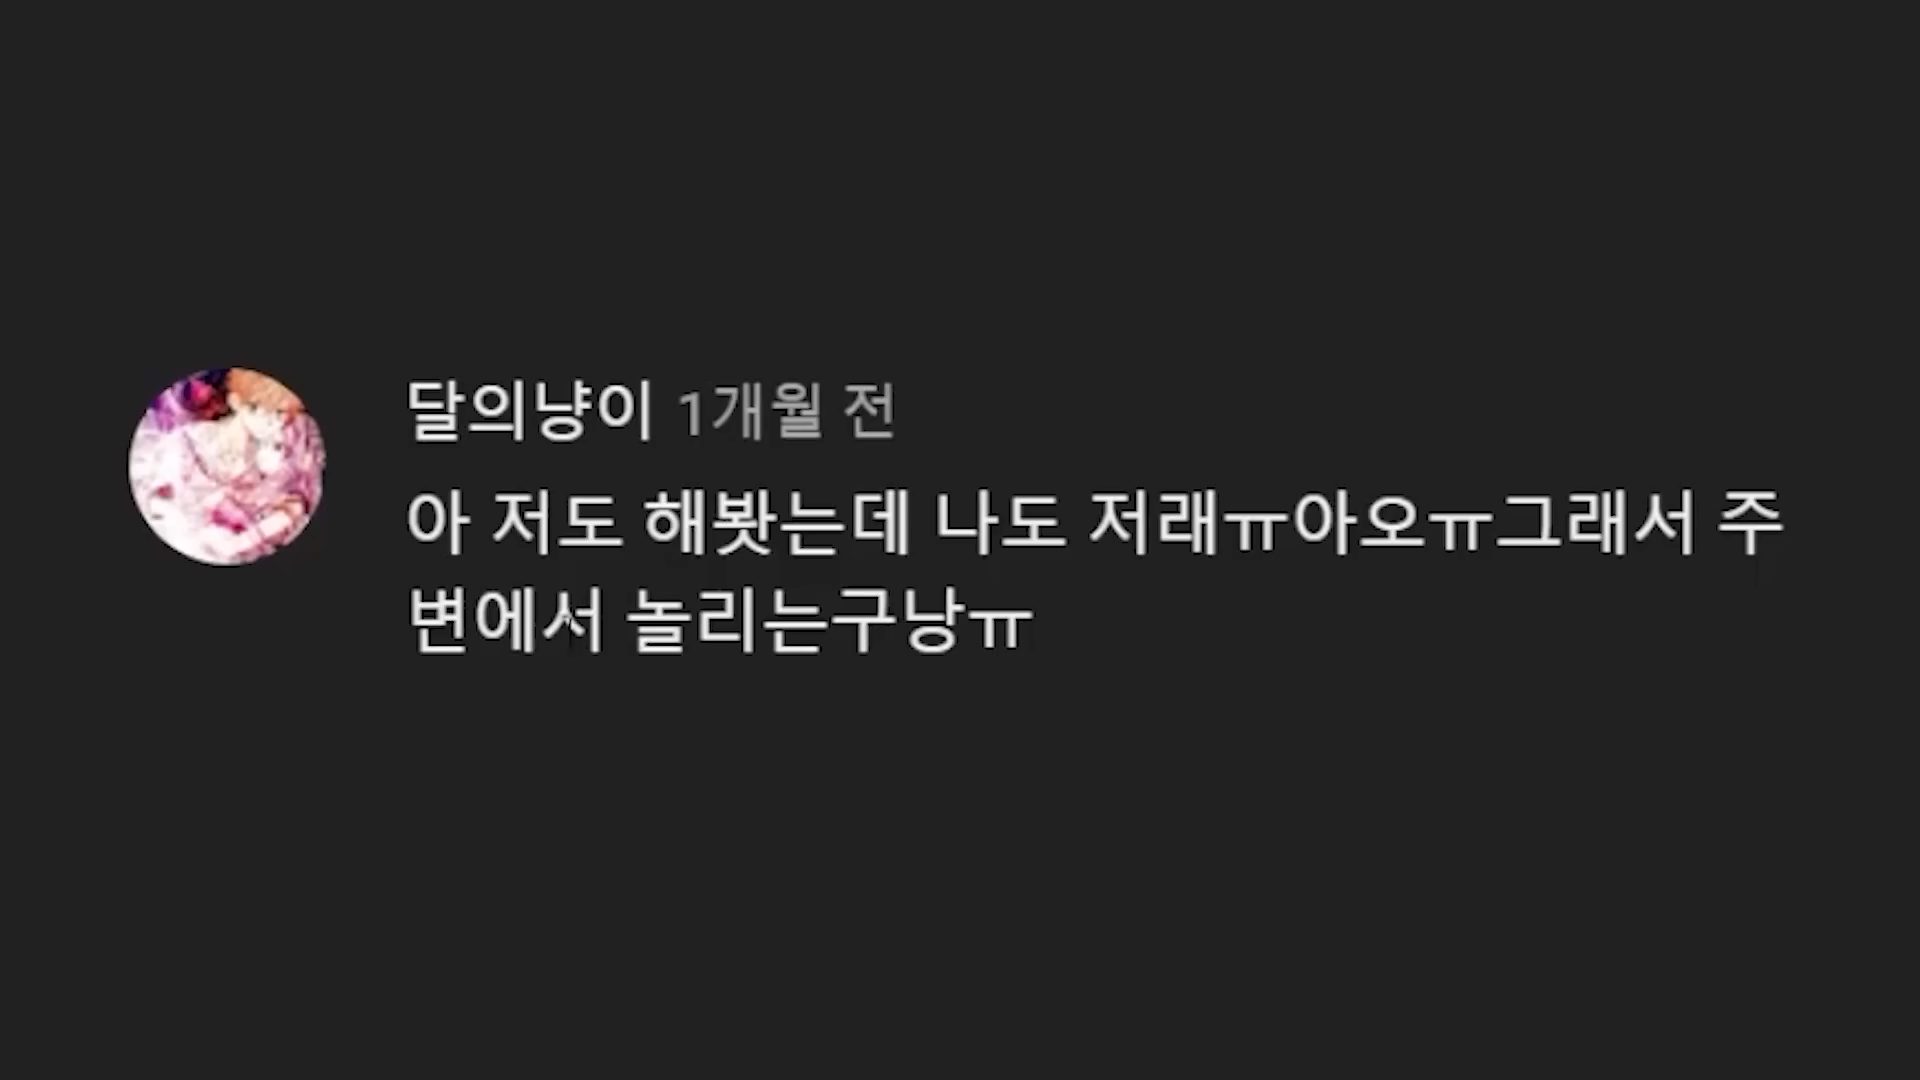 달의냥이 1개월 전
아 저도 해봣는데 나도 저래ㅠ아오ㅠ그래서 주
변에서 놀리는구낭ㅠ